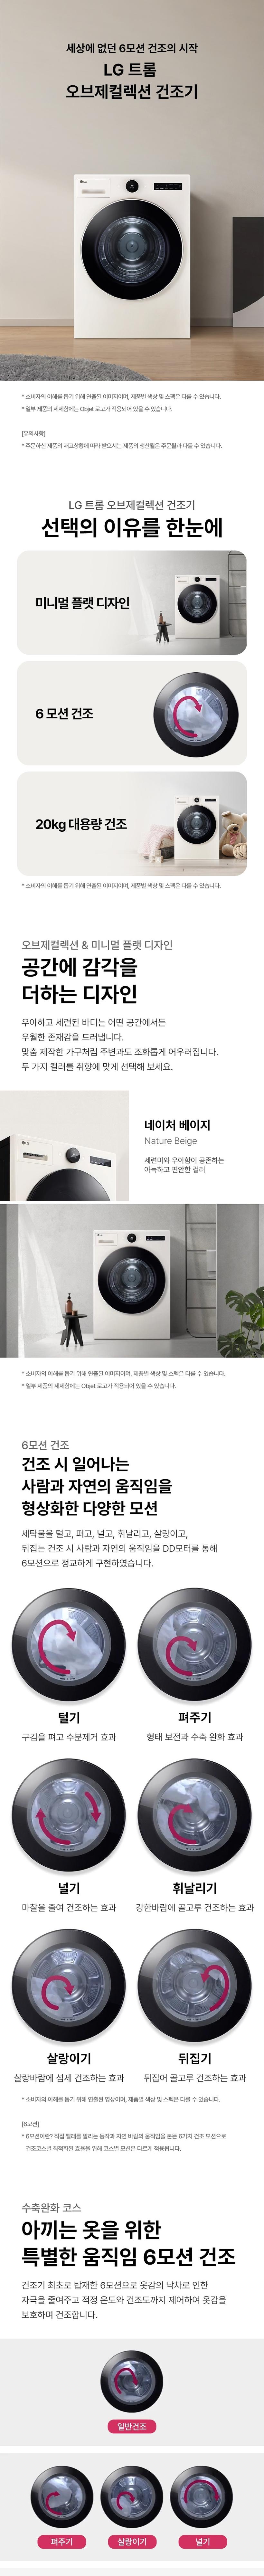 세상에 없던 6모션 건조의 시작
LG 트롬
오브제컬렉션 건조기
* 소비자의 이해를 돕기 위해 연출된 이미지이며, 제품별 색상 및 스펙은 다를 수 있습니다.
* 일부 제품의 세제함에는 Objet 로고가 적용되어 있을 수 있습니다.
[유의사항]
* 주문하신 제품의 재고상황에 따라 받으시는 제품의 생산월은 주문월과 다를 수 있습니다.
LG 트롬 오브제컬렉션 건조기
선택의 이유를 한눈에
미니멀 플랫 디자인
6 모션 건조
20kg 대용량 건조
* 소비자의 이해를 돕기 위해 연출된 이미지이며, 제품별 색상 및 스펙은 다를 수 있습니다.
오브제컬렉션 & 미니멀 플랫 디자인
공간에 감각을
더하는 디자인
우아하고 세련된 바디는 어떤 공간에서든
우월한 존재감을 드러냅니다.
맞춤 제작한 가구처럼 주변과도 조화롭게 어우러집니다.
두 가지 컬러를 취향에 맞게 선택해 보세요.
네이처 베이지
Nature Beige
세련미와 우아함이 공존하는
아늑하고 편안한 컬러
* 소비자의 이해를 돕기 위해 연출된 이미지이며, 제품별 색상 및 스펙은 다를 수 있습니다.
* 일부 제품의 세제함에는 Objet 로고가 적용되어 있을 수 있습니다.
6모션 건조
건조 시 일어나는
사람과 자연의 움직임을
형상화한 다양한 모션
세탁물을 털고, 펴고, 널고, 휘날리고, 살랑이고,
뒤집는 건조 시 사람과 자연의 움직임을 DD모터를 통해
6모션으로 정교하게 구현하였습니다.
털기
구김을 펴고 수분제거 효과
펴주기
형태 보전과 수축 완화 효과
널기
마찰을 줄여 건조하는 효과
휘날리기
강한바람에 골고루 건조하는 효과
살랑이기
살랑바람에 섬세 건조하는 효과
뒤집기
뒤집어 골고루 건조하는 효과
* 소비자의 이해를 돕기 위해 연출된 영상이며, 제품별 색상 및 스펙은 다를 수 있습니다.
[6모션]
* 6모션이란? 직접 빨래를 말리는 동작과 자연 바람의 움직임을 본뜬 6가지 건조 모션으로
건조코스별 최적화된 효율을 위해 코스별 모션은 다르게 적용됩니다.
수축완화 코스
아끼는 옷을 위한
특별한 움직임 6모션 건조
건조기 최초로 탑재한 6모션으로 옷감의 낙차로 인한
자극을 줄여주고 적정 온도와 건조도까지 제어하여 옷감을
보호하며 건조합니다.
일반건조
펴주기
살랑이기
널기